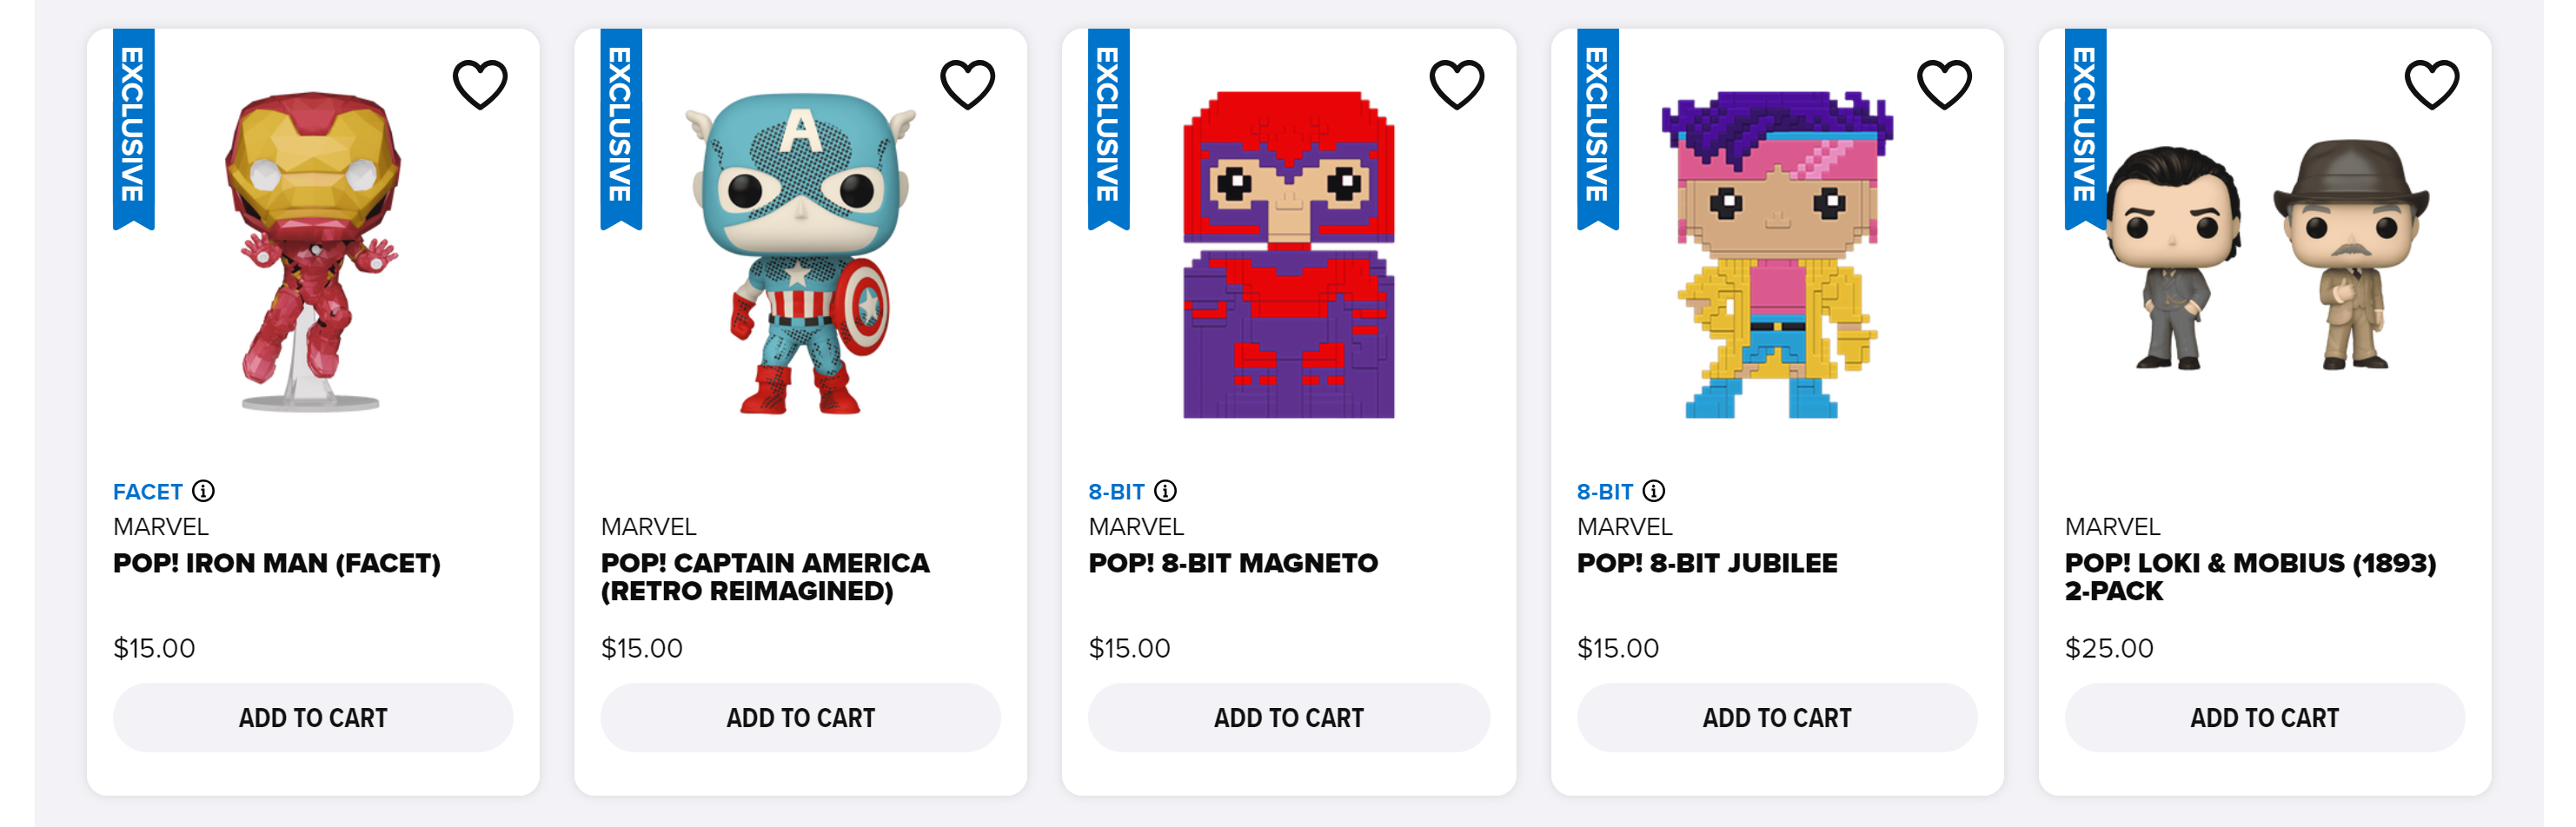 EXCLUSIVE
FACET
MARVEL
POP! IRON MAN (FACET)
$15.00
ADD TO CART
EXCLUSIVE
A
MARVEL
POP! CAPTAIN AMERICA
(RETRO REIMAGINED)
$15.00
ADD TO CART
EXCLUSIVE
8-BIT
MARVEL
POP! 8-BIT MAGNETO
$15.00
ADD TO CART
EXCLUSIVE
8-BIT
MARVEL
POP! 8-BIT JUBILEE
$15.00
ADD TO CART
EXCLUSIVE
MARVEL
POP! LOKI & MOBIUS (1893)
2-PACK
$25.00
ADD TO CART